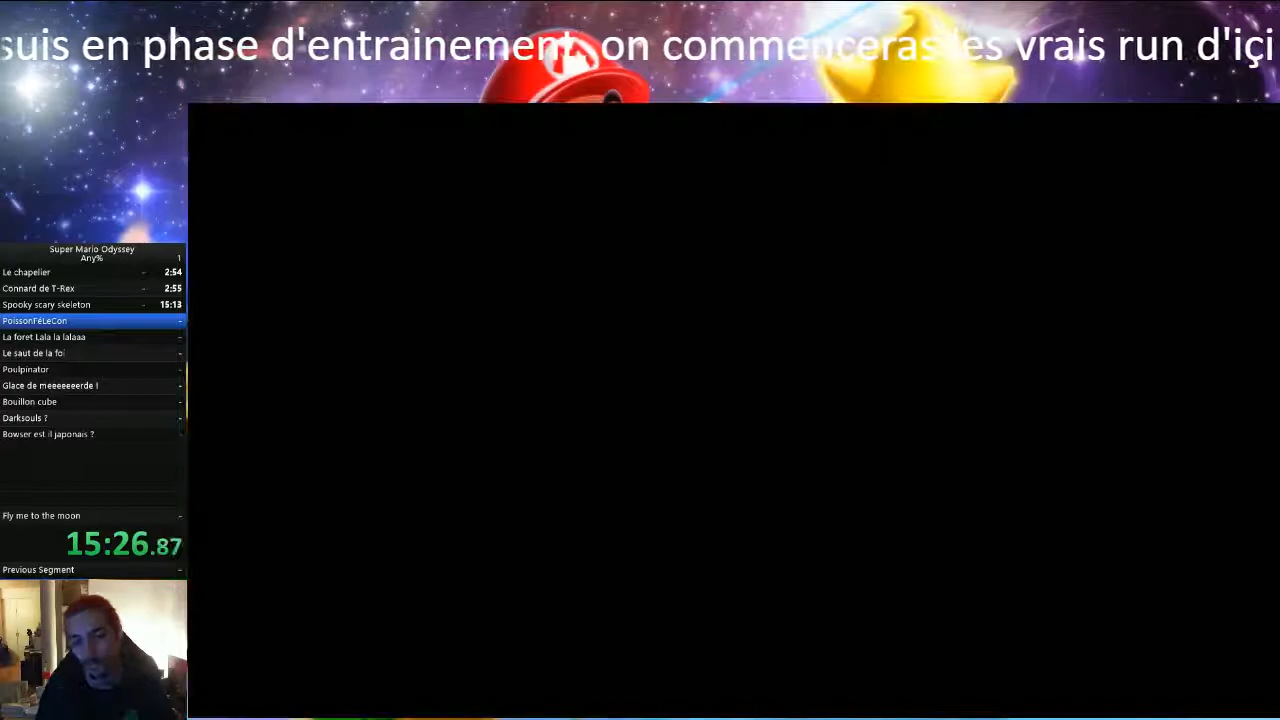 suis en phase d'entrainement, on commenceras les vrais run d'içi
Super Mario Odyssey
Any% 1
Le chapelier - 2:54
Connard de T-Rex - 2:55
Spooky scary skeleton - 15:13
PoissonFéLeCon -
La foret Lala la lalaaa -
Le saut de la foi -
Poulpinator -
Glace de meeeeeeerde ! -
Bouillon cube -
Darksouls ? -
Bowser est il japonais ? -
Fly me to the moon -
15:26.87
Previous Segment -